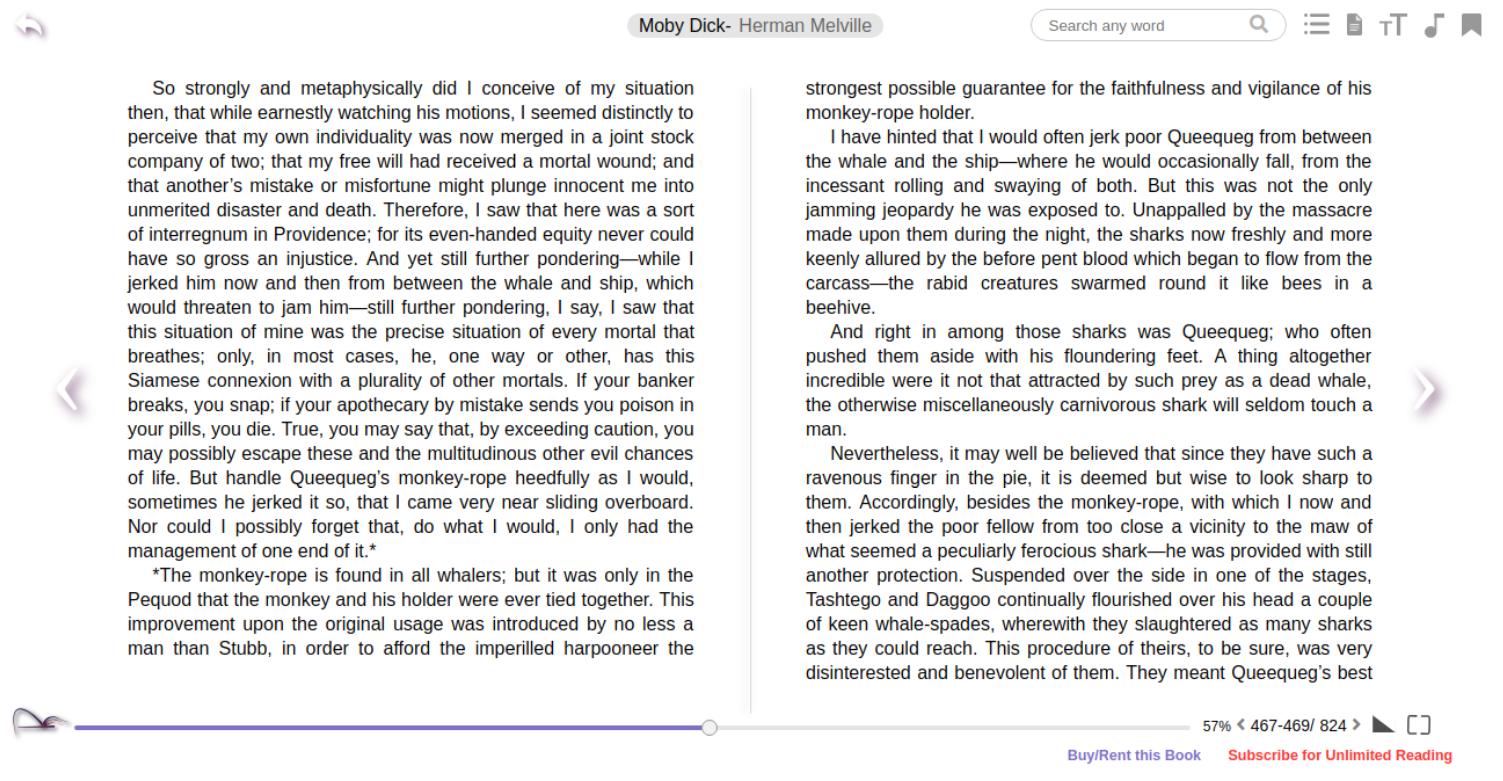 Moby Dick- Herman Melville
Search any word
So strongly and metaphysically did I conceive of my situation
then, that while earnestly watching his motions, I seemed distinctly to
perceive that my own individuality was now merged in a joint stock
company of two; that my free will had received a mortal wound; and
that another’s mistake or misfortune might plunge innocent me into
unmerited disaster and death. Therefore, I saw that here was a sort
of interregnum in Providence; for its even-handed equity never could
have so gross an injustice. And yet still further pondering—while I
jerked him now and then from between the whale and ship, which
would threaten to jam him—still further pondering, I say, I saw that
this situation of mine was the precise situation of every mortal that
breathes; only, in most cases, he, one way or other, has this
Siamese connexion with a plurality of other mortals. If your banker
breaks, you snap; if your apothecary by mistake sends you poison in
your pills, you die. True, you may say that, by exceeding caution, you
may possibly escape these and the multitudinous other evil chances
of life. But handle Queequeg’s monkey-rope heedfully as I would,
sometimes he jerked it so, that I came very near sliding overboard.
Nor could I possibly forget that, do what I would, I only had the
management of one end of it.*
*The monkey-rope is found in all whalers; but it was only in the
Pequod that the monkey and his holder were ever tied together. This
improvement upon the original usage was introduced by no less a
man than Stubb, in order to afford the imperilled harpooneer the
strongest possible guarantee for the faithfulness and vigilance of his
monkey-rope holder.
I have hinted that I would often jerk poor Queequeg from between
the whale and the ship—where he would occasionally fall, from the
incessant rolling and swaying of both. But this was not the only
jamming jeopardy he was exposed to. Unappalled by the massacre
made upon them during the night, the sharks now freshly and more
keenly allured by the before pent blood which began to flow from the
carcass—the rabid creatures swarmed round it like bees in a
beehive.
And right in among those sharks was Queequeg; who often
pushed them aside with his floundering feet. A thing altogether
incredible were it not that attracted by such prey as a dead whale,
the otherwise miscellaneously carnivorous shark will seldom touch a
man.
Nevertheless, it may well be believed that since they have such a
ravenous finger in the pie, it is deemed but wise to look sharp to
them. Accordingly, besides the monkey-rope, with which I now and
then jerked the poor fellow from too close a vicinity to the maw of
what seemed a peculiarly ferocious shark—he was provided with still
another protection. Suspended over the side in one of the stages,
Tashtego and Daggoo continually flourished over his head a couple
of keen whale-spades, wherewith they slaughtered as many sharks
as they could reach. This procedure of theirs, to be sure, was very
disinterested and benevolent of them. They meant Queequeg’s best
57% 467-469/ 824
Buy/Rent this Book Subscribe for Unlimited Reading